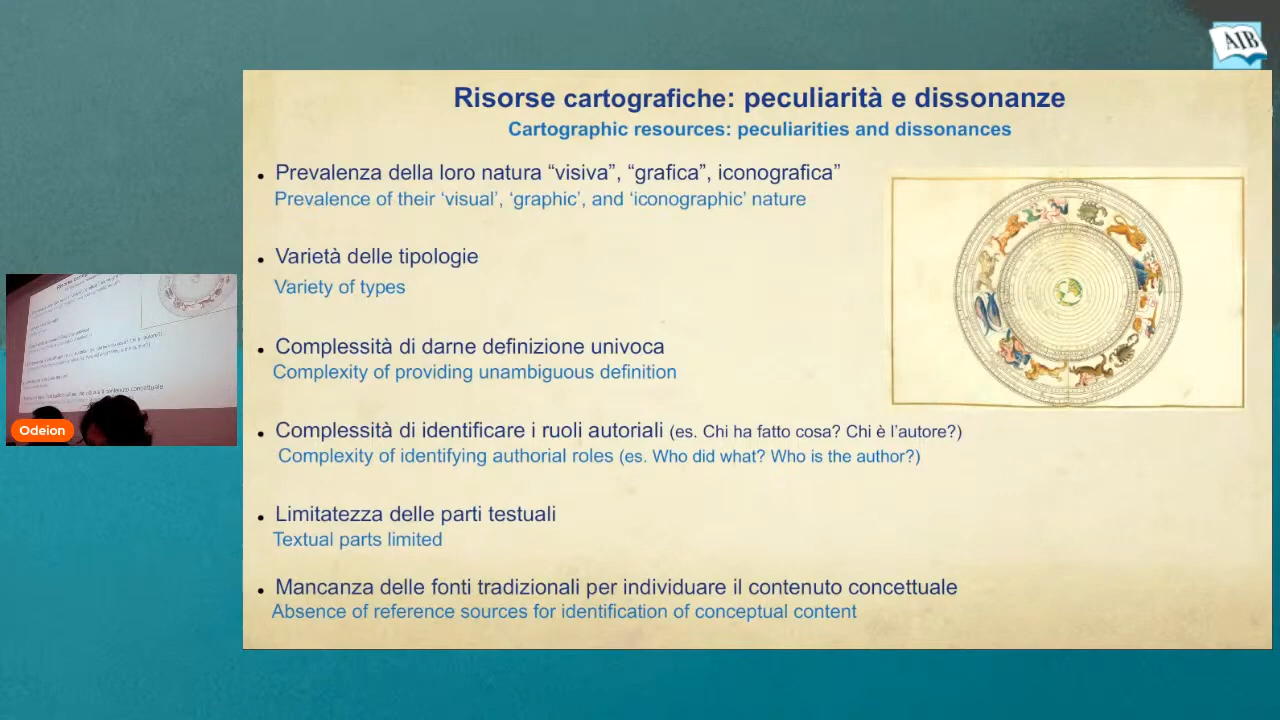 AIB
Risorse cartografiche: peculiarità e dissonanze
Cartographic resources: peculiarities and dissonances
• Prevalenza della loro natura “visiva”, “grafica”, iconografica”
Prevalence of their ‘visual’, ‘graphic’, and ‘iconographic’ nature
• Varietà delle tipologie
Variety of types
• Complessità di darne definizione univoca
Complexity of providing unambiguous definition
• Complessità di identificare i ruoli autoriali (es. Chi ha fatto cosa? Chi è l’autore?)
Complexity of identifying authorial roles (es. Who did what? Who is the author?)
• Limitatezza delle parti testuali
Textual parts limited
• Mancanza delle fonti tradizionali per individuare il contenuto concettuale
Absence of reference sources for identification of conceptual content
Odeion